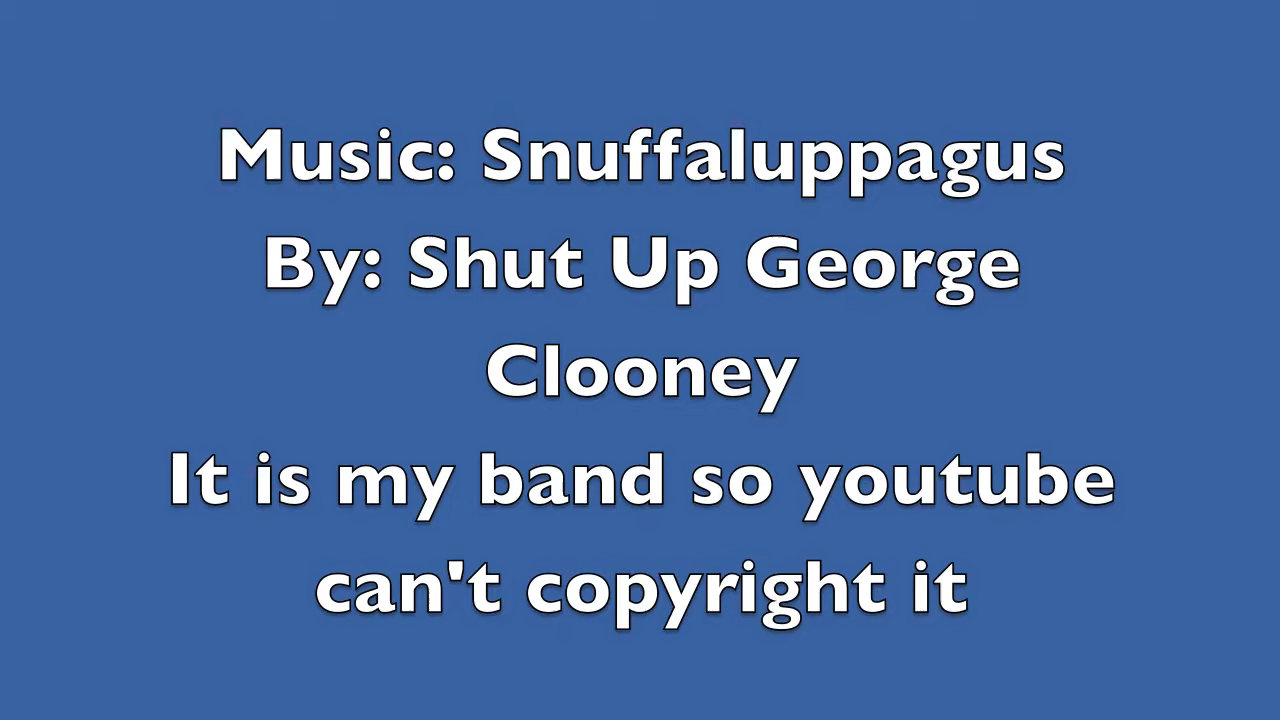 Music: Snuffaluppagus
By: Shut Up George
Clooney
It is my band so youtube
can't copyright it